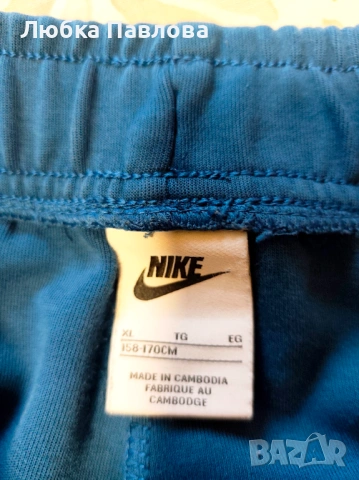 Любка Павлова
NIKE
XL TG EG
158-170CM
MADE IN CAMBODIA
FABRIQUE AU
CAMBODGE
BAZAR